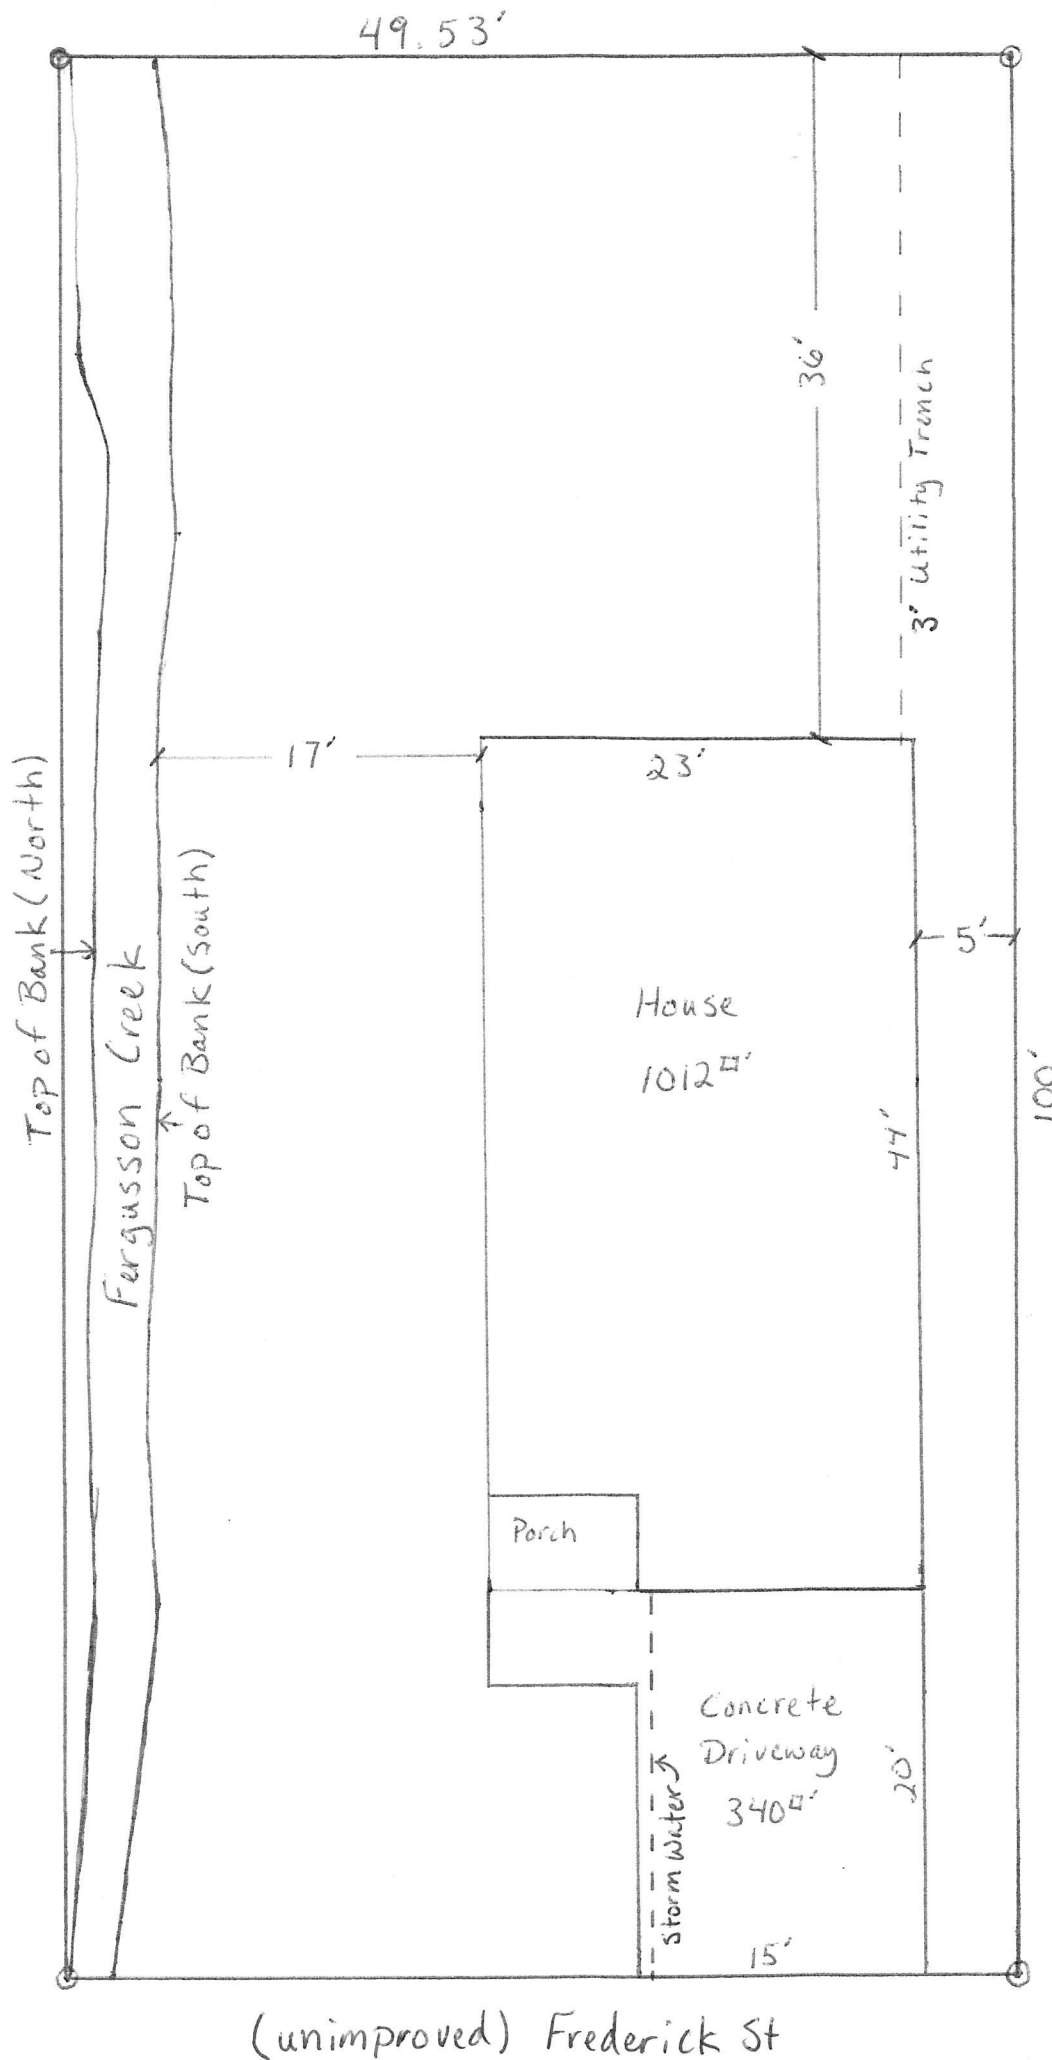 49.53'
36'
3' Utility Trench
17'
23'
Top of Bank (North)
Fergusson Creek
Top of Bank (South)
5'
House
1012□'
44'
100'
Porch
Concrete
Driveway
340□'
20'
Storm Water
15'
(unimproved) Frederick St